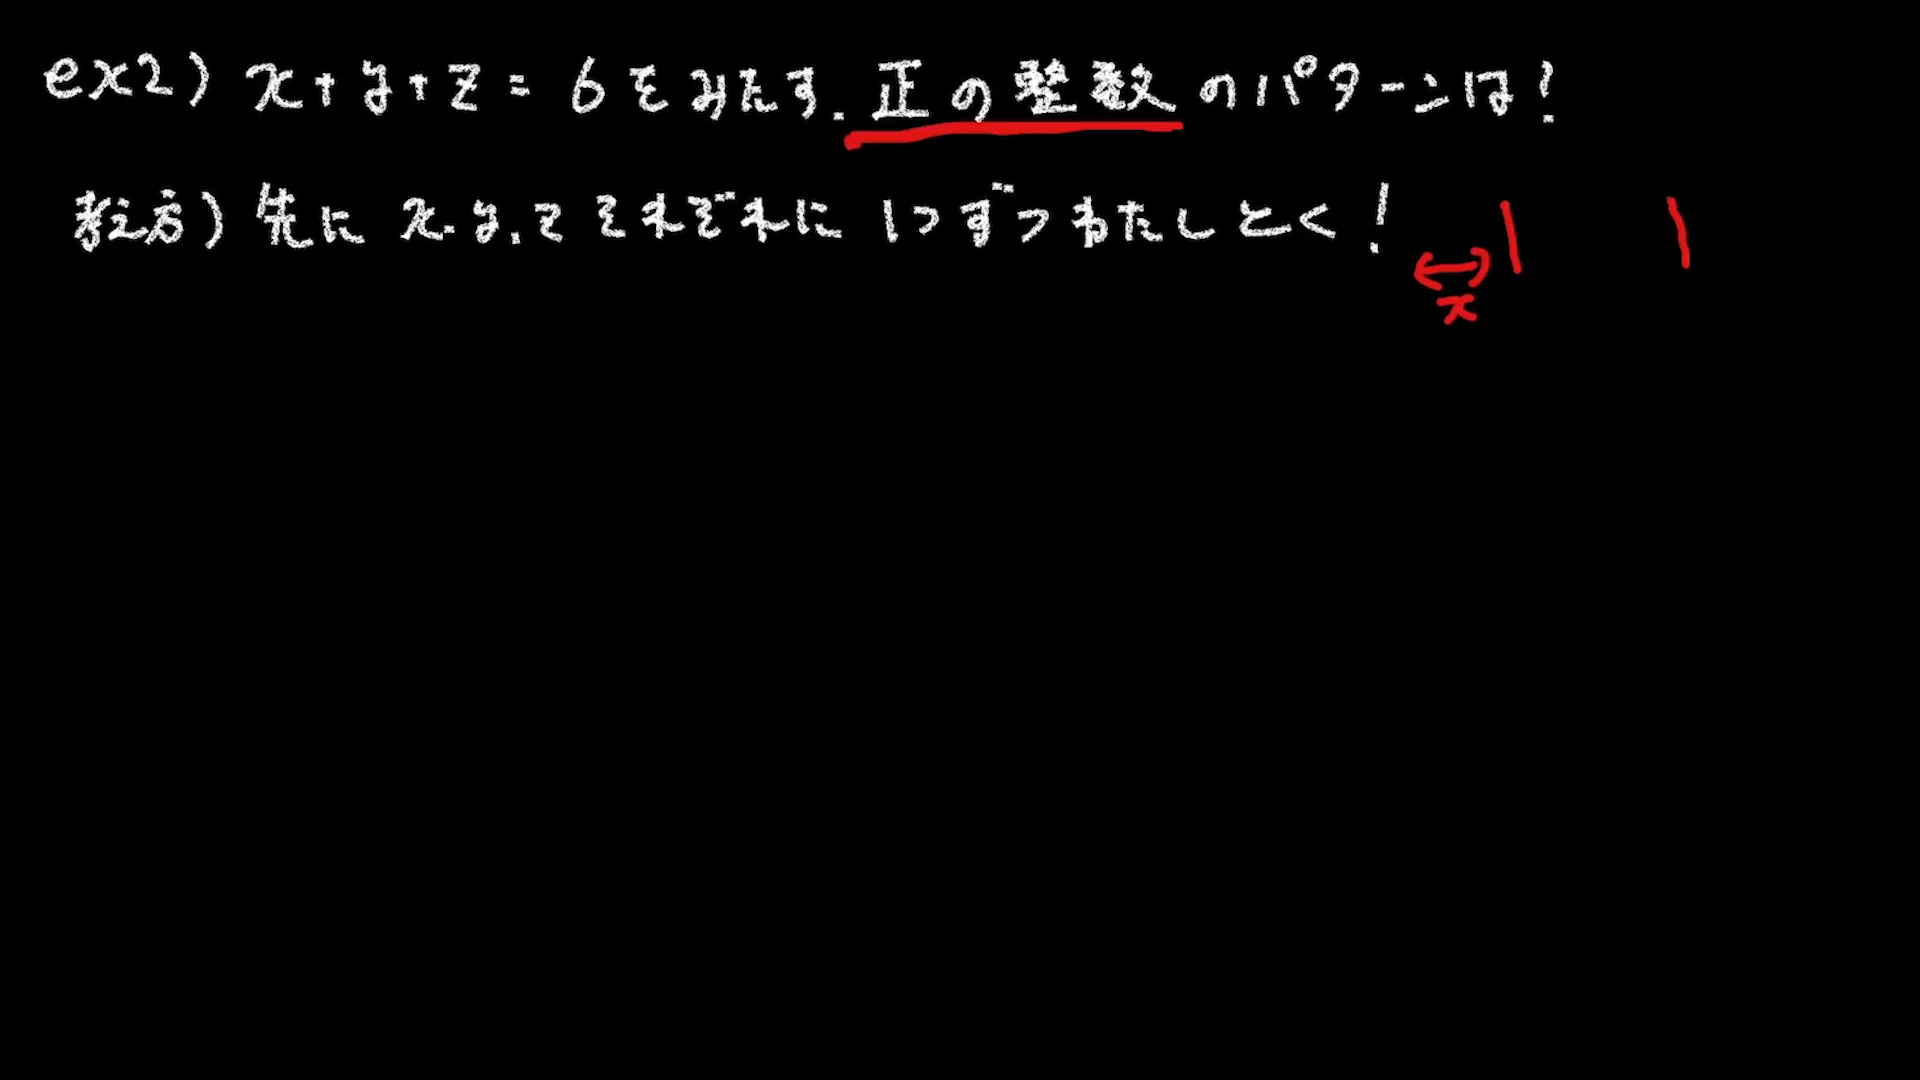 ex2) x+y+z=6をみたす.正の整数のパターンは?
考え方)先に x.y.z それぞれに 1つずつわたしとく!
x